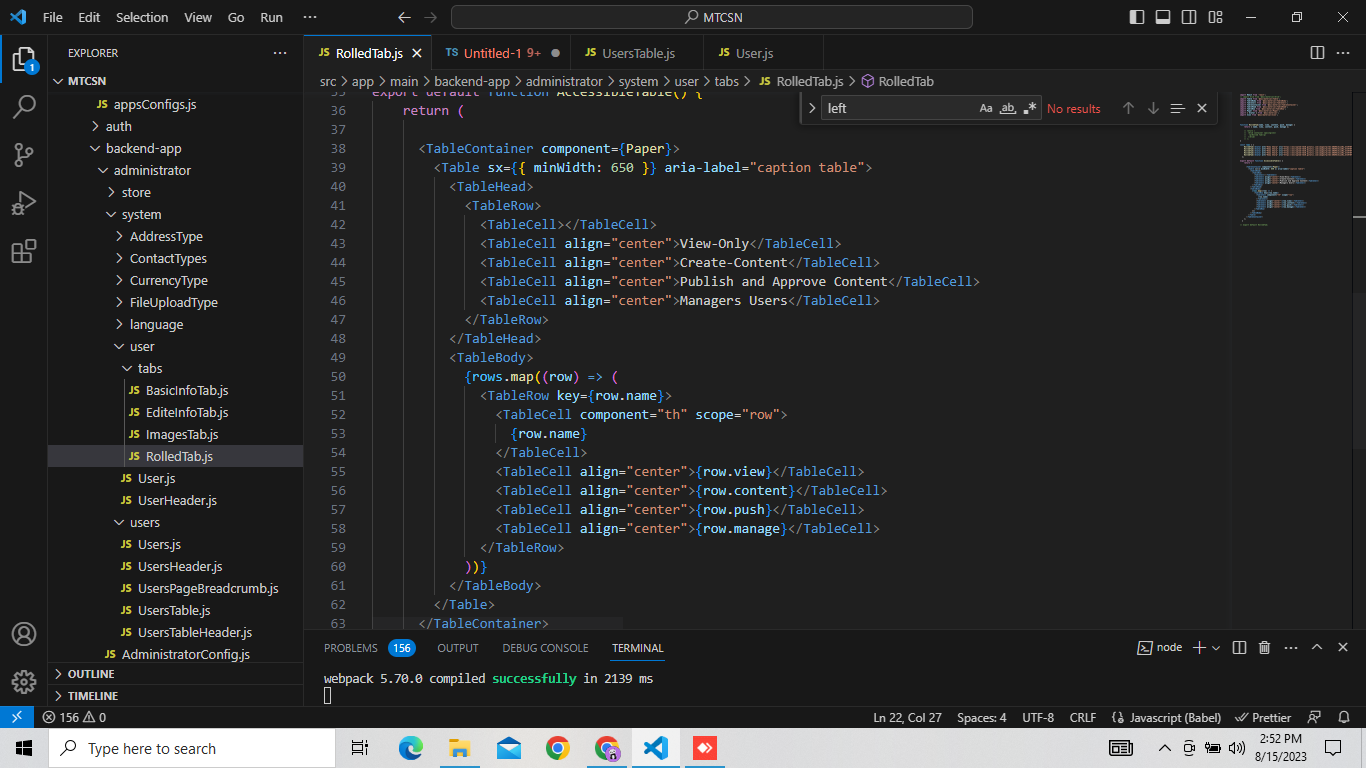 File Edit Selection View Go Run ··· MTCSN
EXPLORER ···
MTCSN
JS appsConfigs.js
auth
backend-app
administrator
store
system
AddressType
ContactTypes
CurrencyType
FileUploadType
language
user
tabs
JS BasicInfoTab.js
JS EditeInfoTab.js
JS ImagesTab.js
JS RolledTab.js
JS User.js
JS UserHeader.js
users
JS Users.js
JS UsersHeader.js
JS UsersPageBreadcrumb.js
JS UsersTable.js
JS UsersTableHeader.js
JS AdministratorConfig.js
OUTLINE
TIMELINE
JS RolledTab.js TS Untitled-1 9+ JS UsersTable.js JS User.js
src > app > main > backend-app > administrator > system > user > tabs > JS RolledTab.js > RolledTab
left Aa ab No results
35 export default function AccessibleTable() {
36 return (
37
38 <TableContainer component={Paper}>
39 <Table sx={{ minWidth: 650 }} aria-label="caption table">
40 <TableHead>
41 <TableRow>
42 <TableCell></TableCell>
43 <TableCell align="center">View-Only</TableCell>
44 <TableCell align="center">Create-Content</TableCell>
45 <TableCell align="center">Publish and Approve Content</TableCell>
46 <TableCell align="center">Managers Users</TableCell>
47 </TableRow>
48 </TableHead>
49 <TableBody>
50 {rows.map((row) => (
51 <TableRow key={row.name}>
52 <TableCell component="th" scope="row">
53 {row.name}
54 </TableCell>
55 <TableCell align="center">{row.view}</TableCell>
56 <TableCell align="center">{row.content}</TableCell>
57 <TableCell align="center">{row.push}</TableCell>
58 <TableCell align="center">{row.manage}</TableCell>
59 </TableRow>
60 ))}
61 </TableBody>
62 </Table>
63 </TableContainer>
PROBLEMS 156 OUTPUT DEBUG CONSOLE TERMINAL node
webpack 5.70.0 compiled successfully in 2139 ms
156 0 Ln 22, Col 27 Spaces: 4 UTF-8 CRLF Javascript (Babel) Prettier
Type here to search
2:52 PM
8/15/2023
1